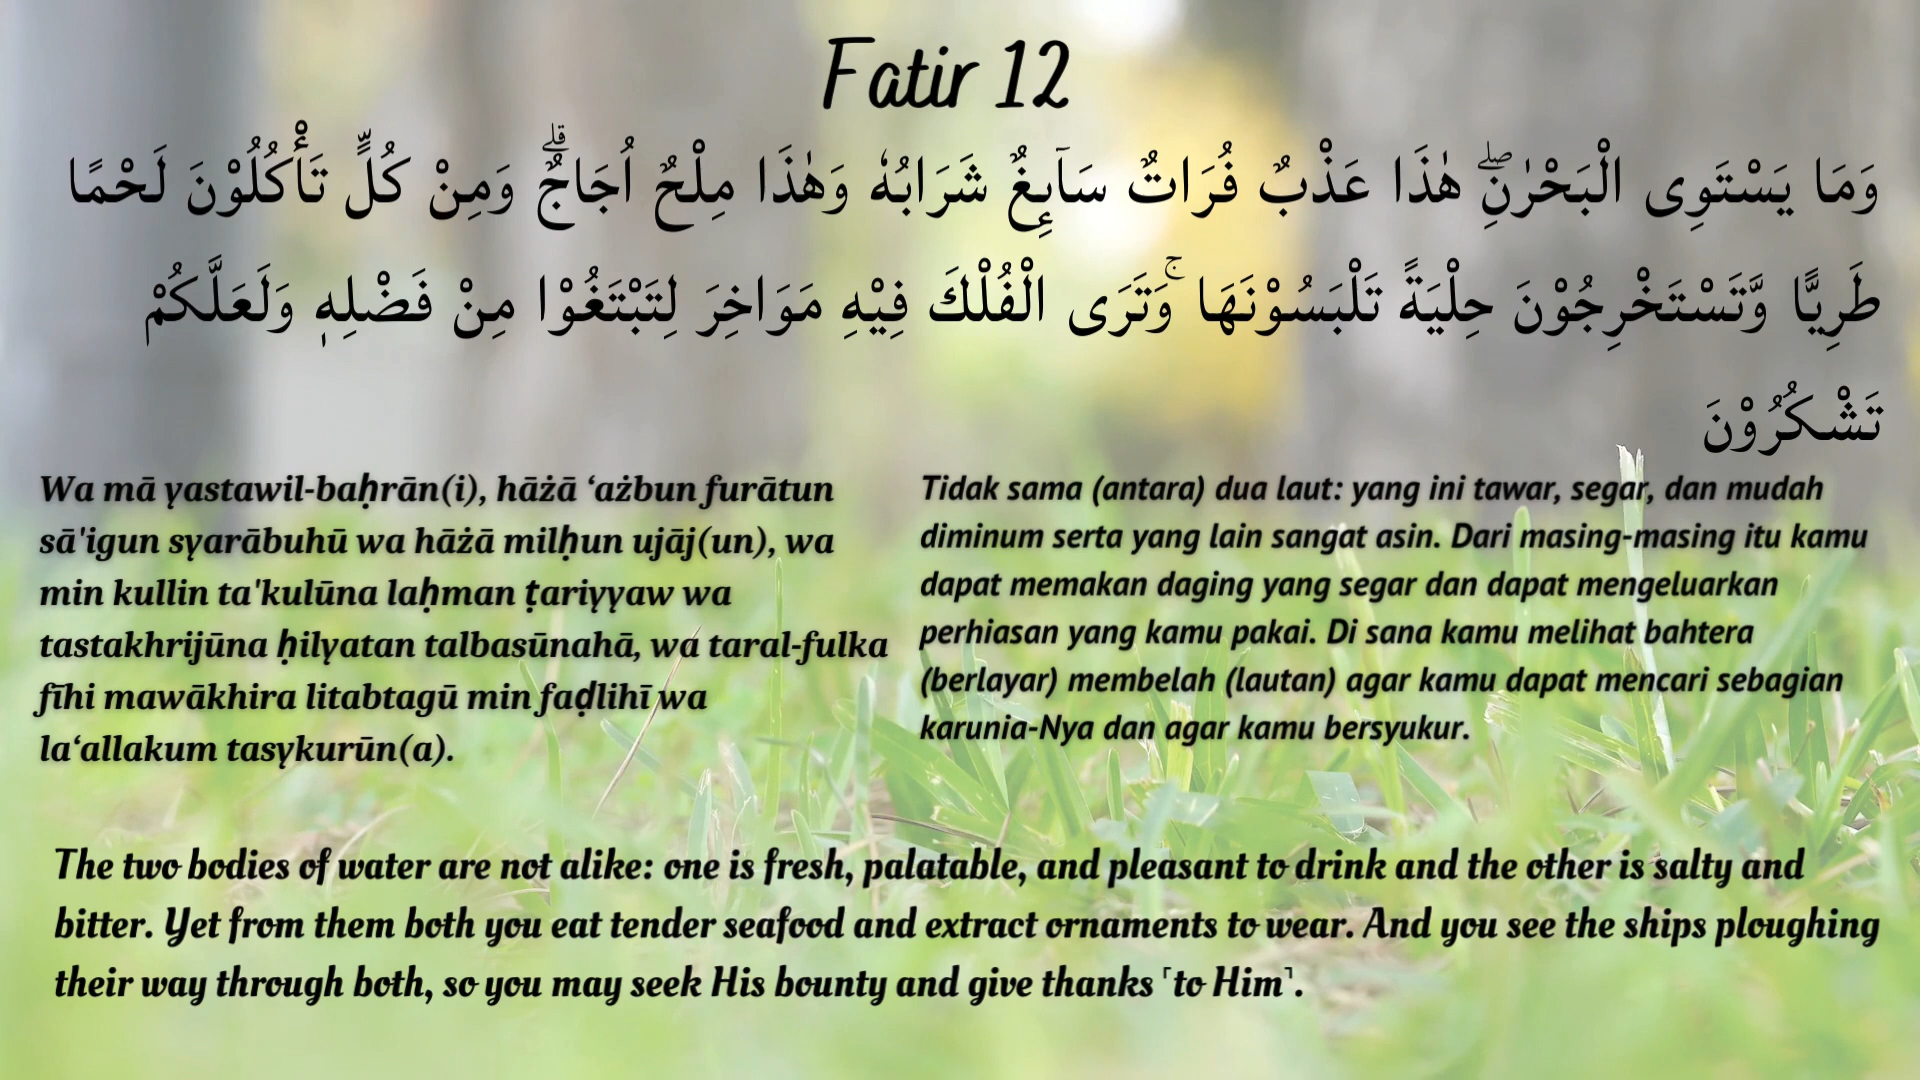 Fatir 12
وَمَا يَسْتَوِى الْبَحْرٰنِۖ هٰذَا عَذْبٌ فُرَاتٌ سَاۤىِٕغٌ شَرَابُهٗ وَهٰذَا مِلْحٌ اُجَاجٌۗ وَمِنْ كُلٍّ تَأْكُلُوْنَ لَحْمًا
طَرِيًّا وَّتَسْتَخْرِجُوْنَ حِلْيَةً تَلْبَسُوْنَهَا ۚوَتَرَى الْفُلْكَ فِيْهِ مَوَاخِرَ لِتَبْتَغُوْا مِنْ فَضْلِهٖ وَلَعَلَّكُمْ
تَشْكُرُوْنَ
Wa mā yastawil-baḥrān(i), hāżā ‘ażbun furātun
sā'igun syarābuhū wa hāżā milḥun ujāj(un), wa
min kullin ta'kulūna laḥman ṭariyyaw wa
tastakhrijūna ḥilyatan talbasūnahā, wa taral-fulka
fīhi mawākhira litabtagū min faḍlihī wa
la‘allakum tasykurūn(a).
Tidak sama (antara) dua laut: yang ini tawar, segar, dan mudah
diminum serta yang lain sangat asin. Dari masing-masing itu kamu
dapat memakan daging yang segar dan dapat mengeluarkan
perhiasan yang kamu pakai. Di sana kamu melihat bahtera
(berlayar) membelah (lautan) agar kamu dapat mencari sebagian
karunia-Nya dan agar kamu bersyukur.
The two bodies of water are not alike: one is fresh, palatable, and pleasant to drink and the other is salty and
bitter. Yet from them both you eat tender seafood and extract ornaments to wear. And you see the ships ploughing
their way through both, so you may seek His bounty and give thanks ˹to Him˺.